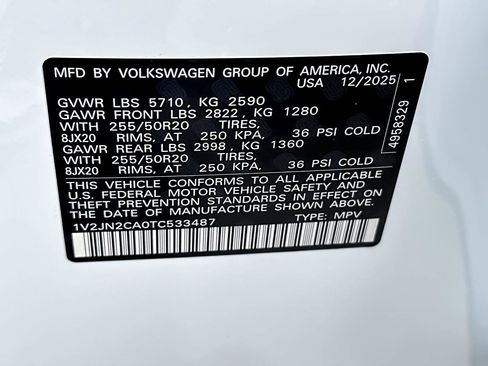 MFD BY VOLKSWAGEN GROUP OF AMERICA, INC.
USA 12/2025
GVWR LBS 5710, KG 2590
GAWR FRONT LBS 2822, KG 1280
WITH 255/50R20 TIRES,
8JX20 RIMS, AT 250 KPA, 36 PSI COLD
GAWR REAR LBS 2998, KG 1360
WITH 255/50R20 TIRES,
8JX20 RIMS, AT 250 KPA, 36 PSI COLD
THIS VEHICLE CONFORMS TO ALL APPLICABLE
U.S. FEDERAL MOTOR VEHICLE SAFETY AND
THEFT PREVENTION STANDARDS IN EFFECT ON THE
DATE OF MANUFACTURE SHOWN ABOVE.
1V2JN2CA0TC533487 TYPE: MPV
4958329 1